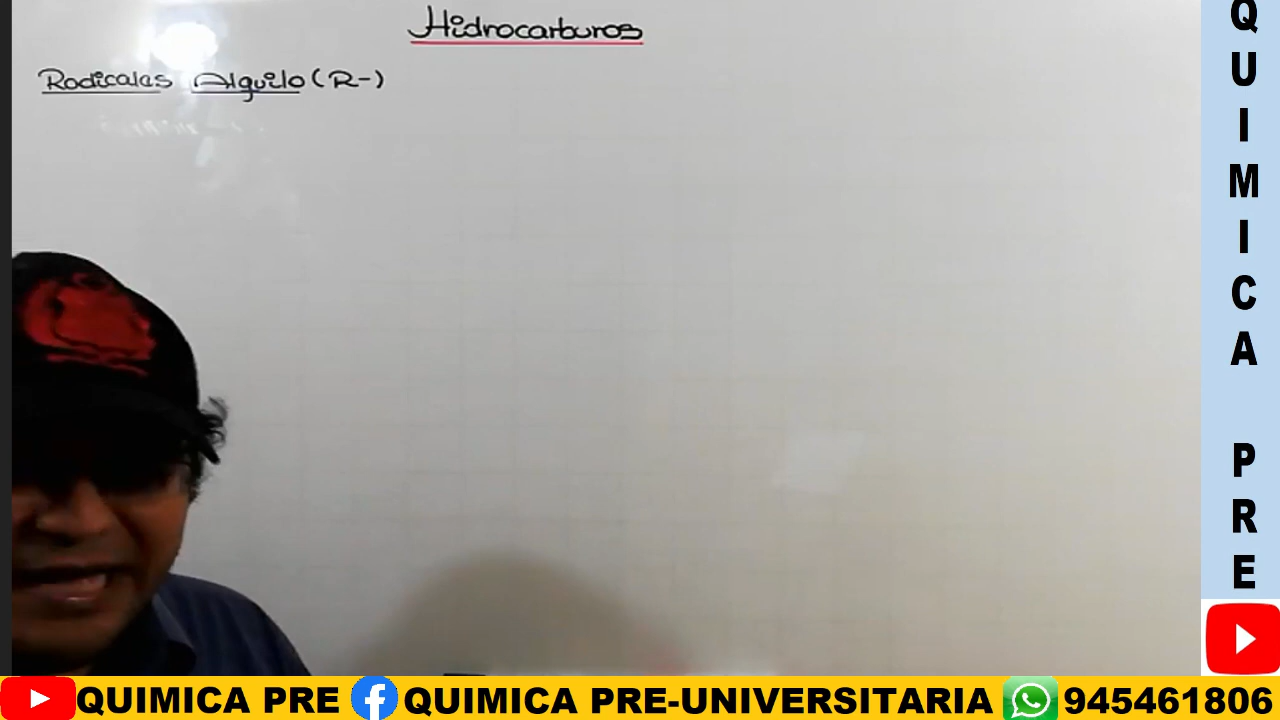 Hidrocarburos
Radicales Alquilo (R-)
QUIMICA PRE
QUIMICA PRE QUIMICA PRE-UNIVERSITARIA 945461806